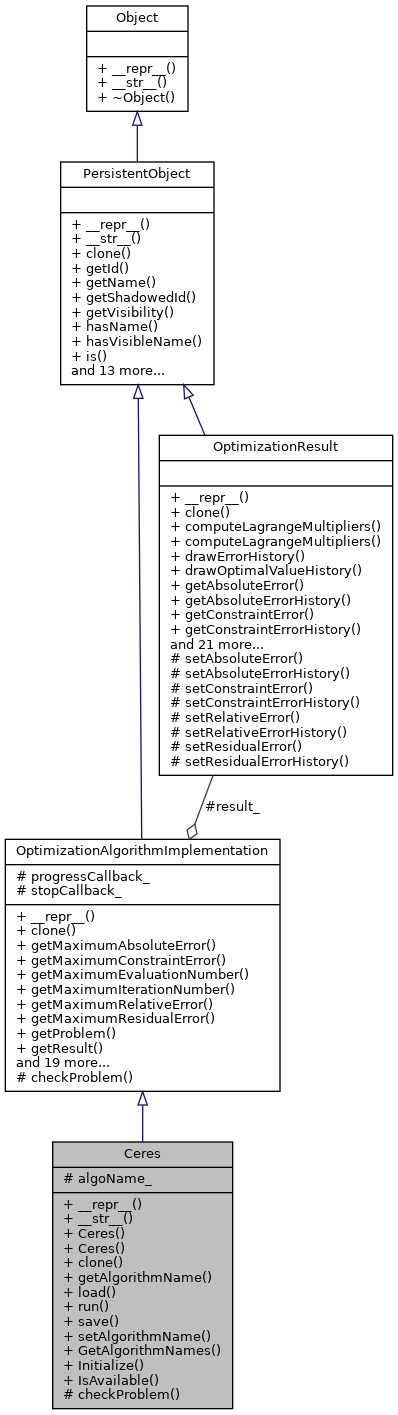 Object
+ __repr__()
+ __str__()
+ ~Object()
PersistentObject
+ __repr__()
+ __str__()
+ clone()
+ getId()
+ getName()
+ getShadowedId()
+ getVisibility()
+ hasName()
+ hasVisibleName()
+ is()
and 13 more...
OptimizationResult
+ __repr__()
+ clone()
+ computeLagrangeMultipliers()
+ computeLagrangeMultipliers()
+ drawErrorHistory()
+ drawOptimalValueHistory()
+ getAbsoluteError()
+ getAbsoluteErrorHistory()
+ getConstraintError()
+ getConstraintErrorHistory()
and 21 more...
# setAbsoluteError()
# setAbsoluteErrorHistory()
# setConstraintError()
# setConstraintErrorHistory()
# setRelativeError()
# setRelativeErrorHistory()
# setResidualError()
# setResidualErrorHistory()
#result_
OptimizationAlgorithmImplementation
# progressCallback_
# stopCallback_
+ __repr__()
+ clone()
+ getMaximumAbsoluteError()
+ getMaximumConstraintError()
+ getMaximumEvaluationNumber()
+ getMaximumIterationNumber()
+ getMaximumRelativeError()
+ getMaximumResidualError()
+ getProblem()
+ getResult()
and 19 more...
# checkProblem()
Ceres
# algoName_
+ __repr__()
+ __str__()
+ Ceres()
+ Ceres()
+ clone()
+ getAlgorithmName()
+ load()
+ run()
+ save()
+ setAlgorithmName()
+ GetAlgorithmNames()
+ Initialize()
+ IsAvailable()
# checkProblem()